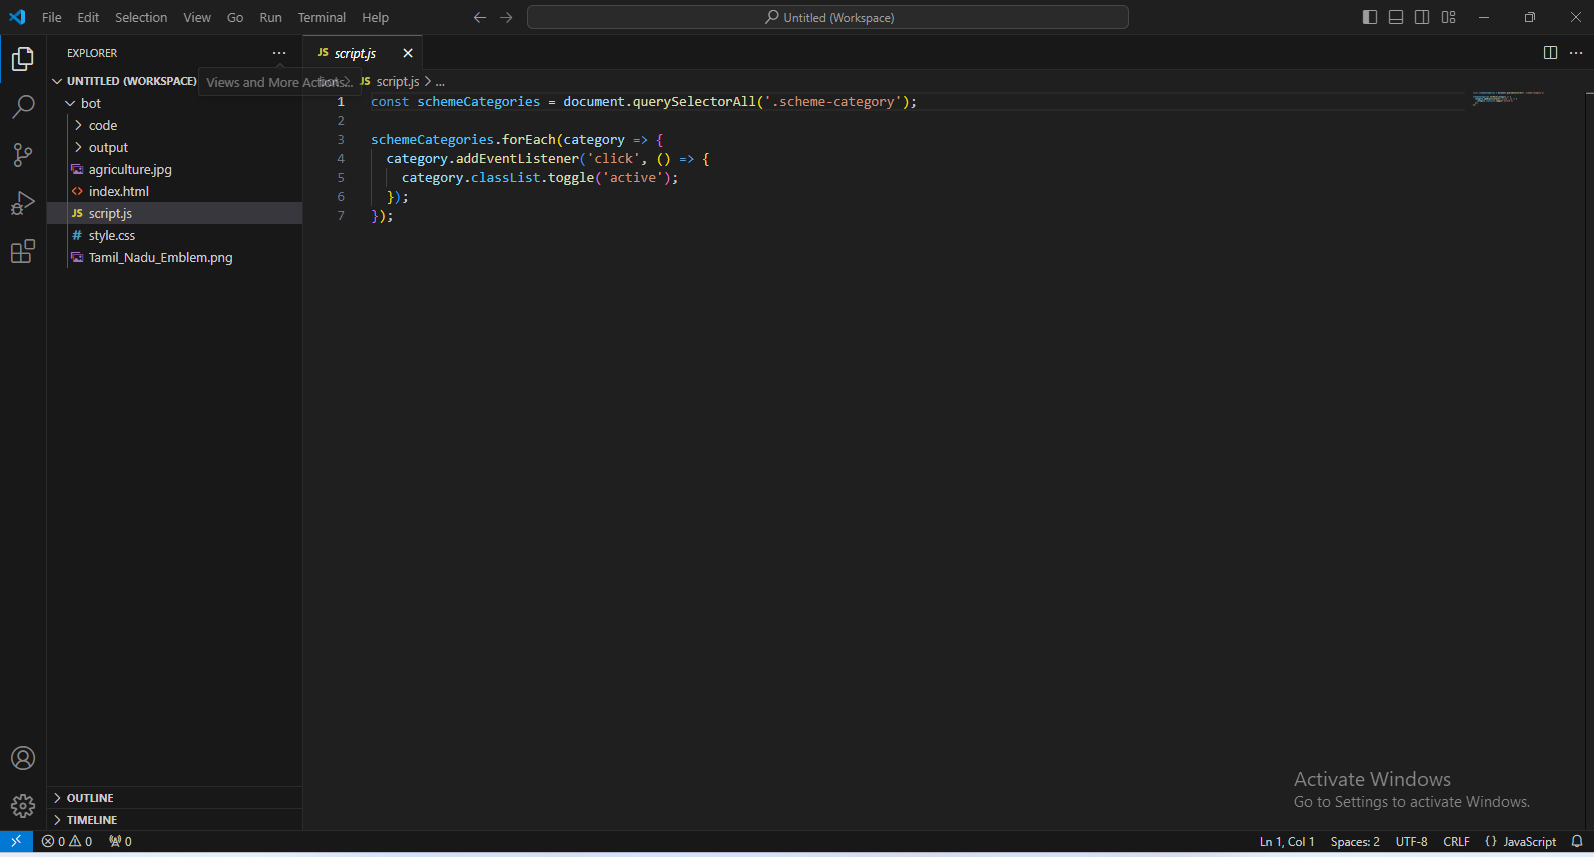 File Edit Selection View Go Run Terminal Help
Untitled (Workspace)
EXPLORER
JS script.js
UNTITLED (WORKSPACE)
Views and More Actions...
JS script.js > ...
bot
code
output
agriculture.jpg
<> index.html
JS script.js
# style.css
Tamil_Nadu_Emblem.png
1 const schemeCategories = document.querySelectorAll('.scheme-category');
2
3 schemeCategories.forEach(category => {
4 category.addEventListener('click', () => {
5 category.classList.toggle('active');
6 });
7 });
Activate Windows
Go to Settings to activate Windows.
OUTLINE
TIMELINE
0 0 0
Ln 1, Col 1 Spaces: 2 UTF-8 CRLF {} JavaScript